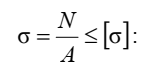 σ = N/A ≤ [σ]: